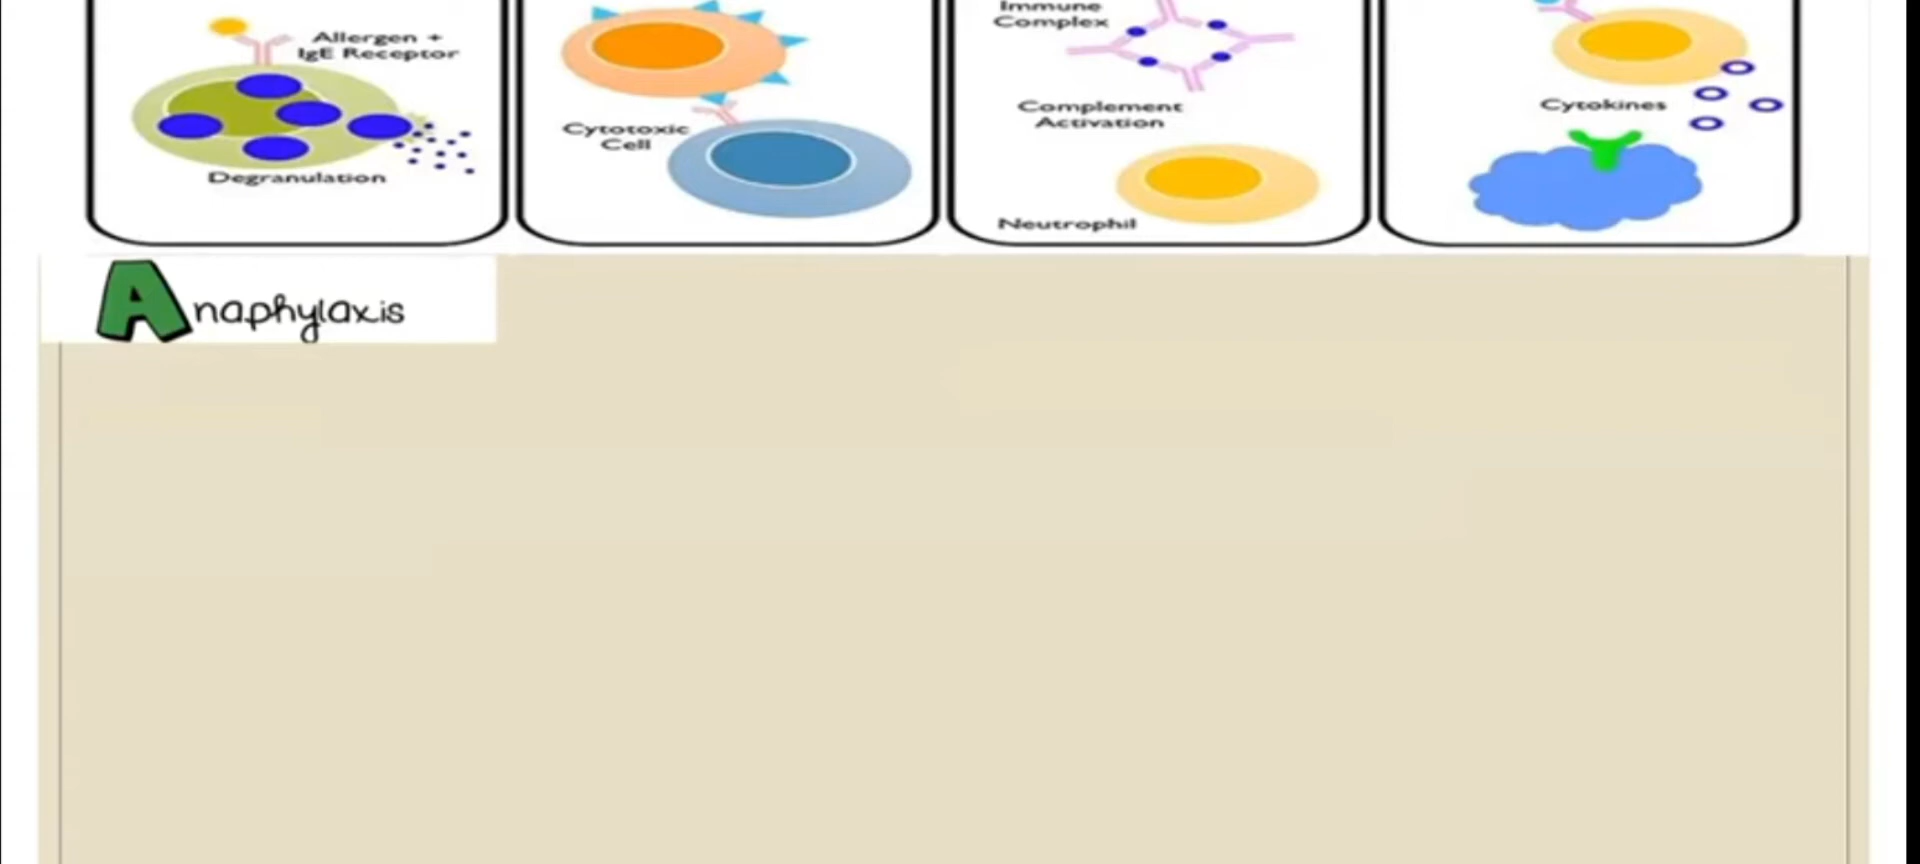 Allergen +
IgE Receptor
Degranulation
Cytotoxic
Cell
Immune
Complex
Complement
Activation
Neutrophil
Cytokines
Anaphylaxis